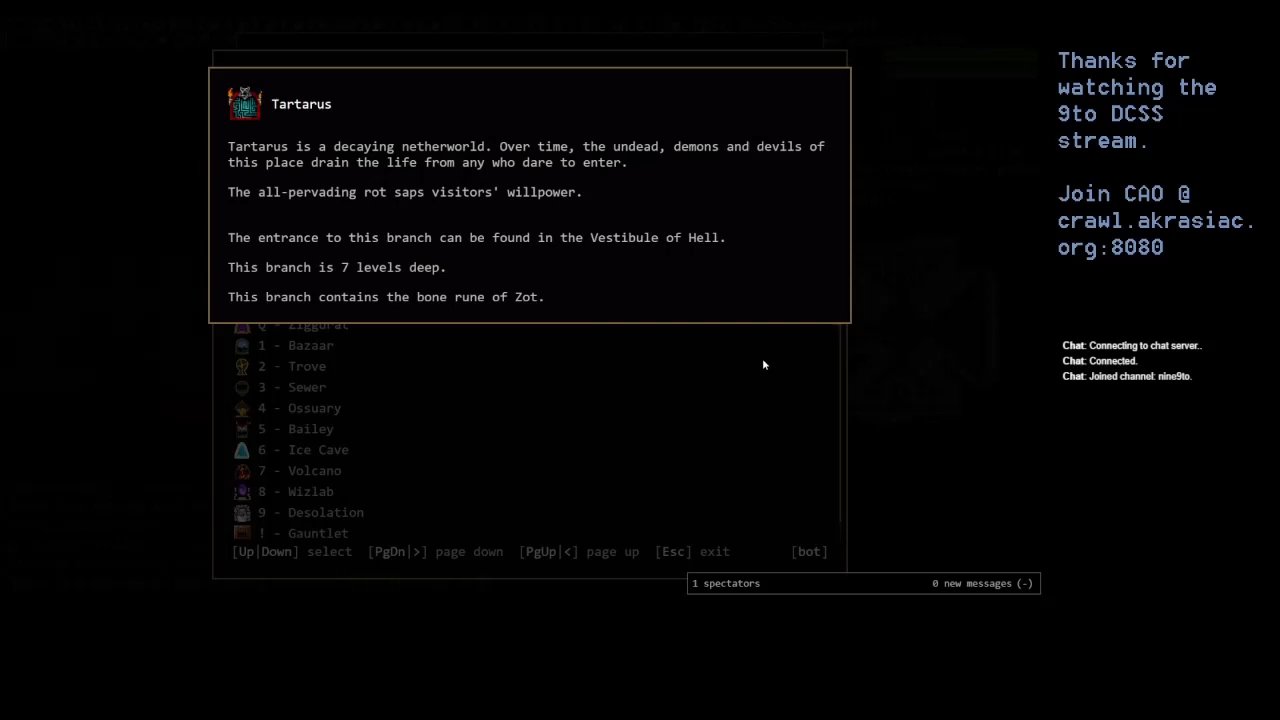 Tartarus
Tartarus is a decaying netherworld. Over time, the undead, demons and devils of
this place drain the life from any who dare to enter.
The all-pervading rot saps visitors' willpower.
The entrance to this branch can be found in the Vestibule of Hell.
This branch is 7 levels deep.
This branch contains the bone rune of Zot.
Q - Ziggurat
1 - Bazaar
2 - Trove
3 - Sewer
4 - Ossuary
5 - Bailey
6 - Ice Cave
7 - Volcano
8 - Wizlab
9 - Desolation
! - Gauntlet
[Up|Down] select [PgDn|>] page down [PgUp|<] page up [Esc] exit [bot]
1 spectators 0 new messages (-)
Thanks for
watching the
9to DCSS
stream.
Join CAO @
crawl.akrasiac.
org:8080
Chat: Connecting to chat server..
Chat: Connected.
Chat: Joined channel: nine9to.